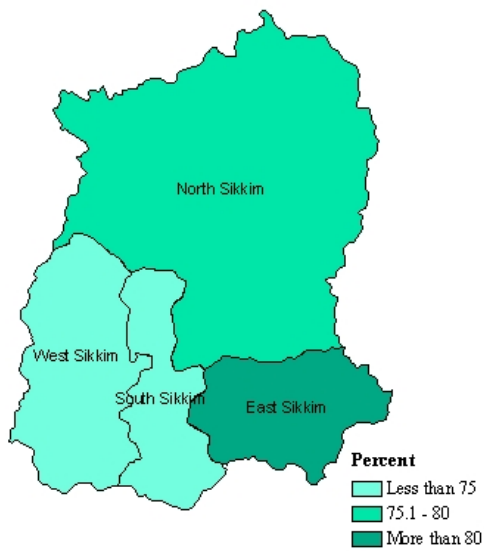 North Sikkim
West Sikkim
South Sikkim
East Sikkim
Percent
Less than 75
75.1 - 80
More than 80